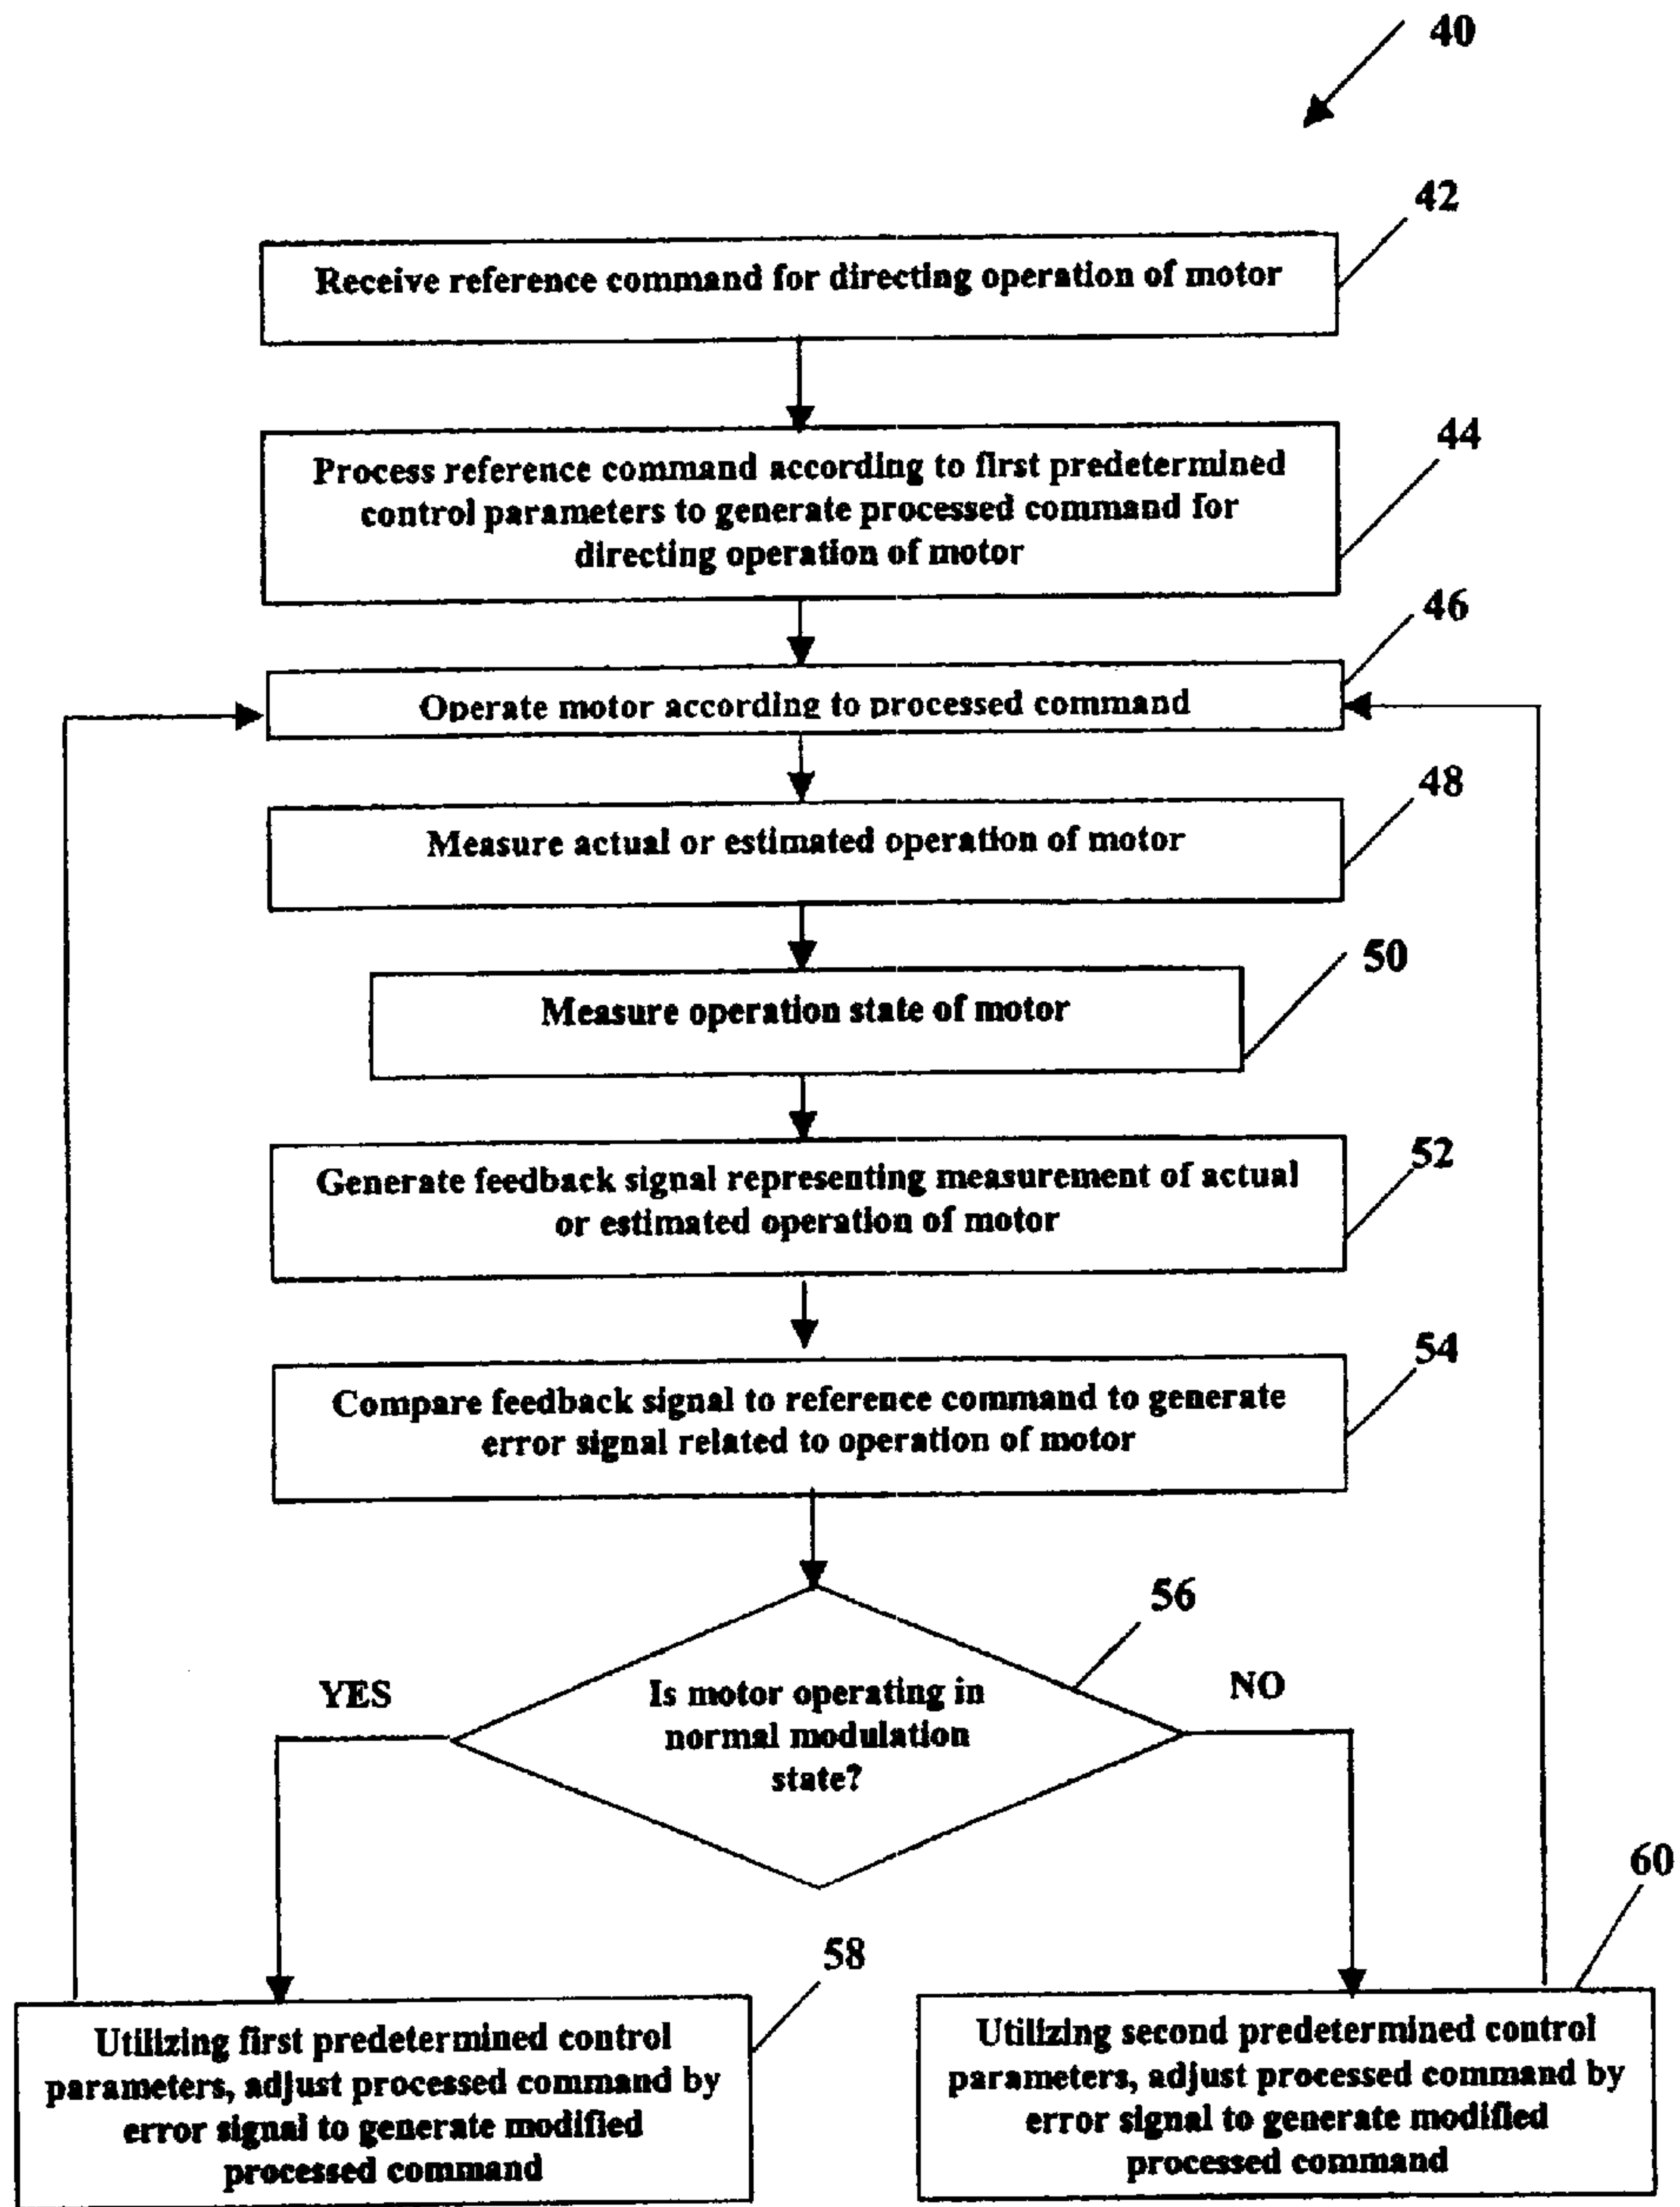 40
42
Receive reference command for directing operation of motor
44
Process reference command according to first predetermined
control parameters to generate processed command for
directing operation of motor
46
Operate motor according to processed command
48
Measure actual or estimated operation of motor
50
Measure operation state of motor
52
Generate feedback signal representing measurement of actual
or estimated operation of motor
54
Compare feedback signal to reference command to generate
error signal related to operation of motor
56
YES
Is motor operating in
normal modulation
state?
NO
58
Utilizing first predetermined control
parameters, adjust processed command by
error signal to generate modified
processed command
60
Utilizing second predetermined control
parameters, adjust processed command by
error signal to generate modified
processed command